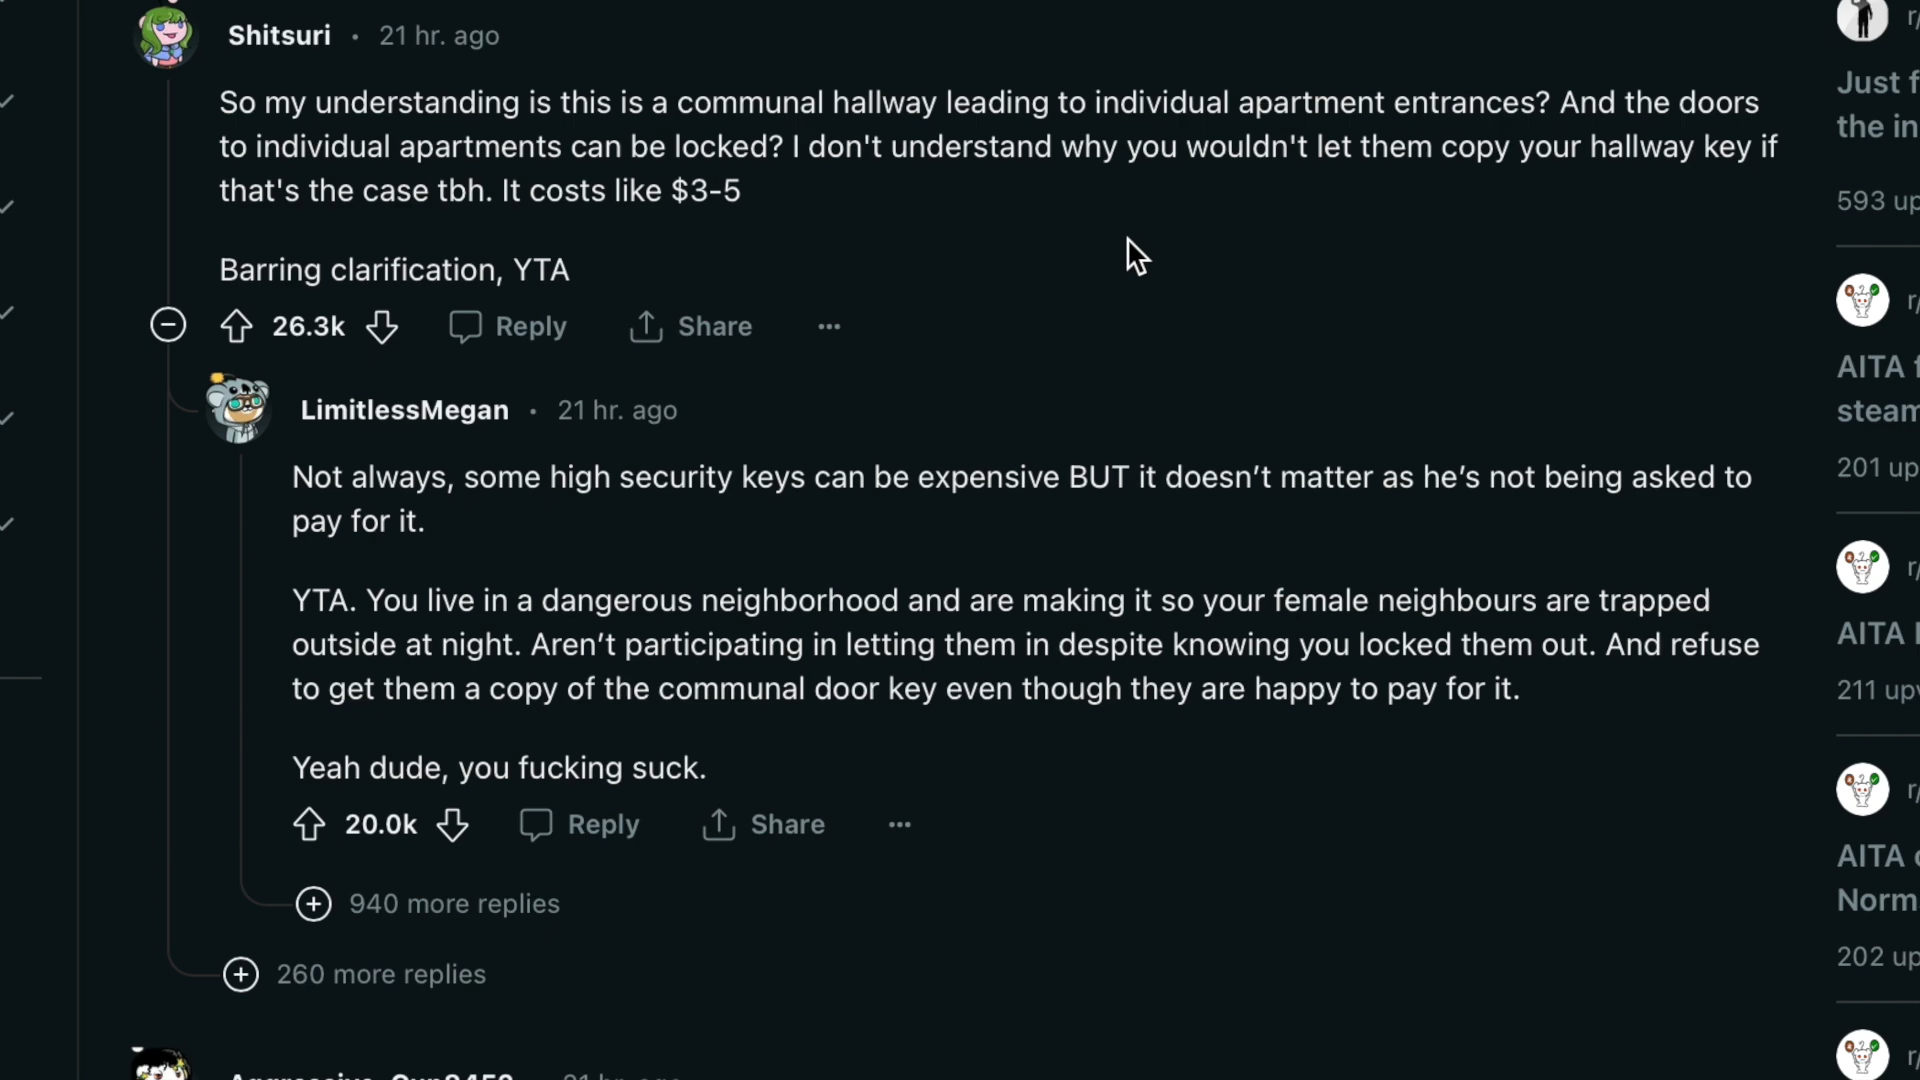 Shitsuri • 21 hr. ago
So my understanding is this is a communal hallway leading to individual apartment entrances? And the doors
to individual apartments can be locked? I don't understand why you wouldn't let them copy your hallway key if
that's the case tbh. It costs like $3-5
Barring clarification, YTA
26.3k Reply Share ...
LimitlessMegan • 21 hr. ago
Not always, some high security keys can be expensive BUT it doesn’t matter as he’s not being asked to
pay for it.
YTA. You live in a dangerous neighborhood and are making it so your female neighbours are trapped
outside at night. Aren’t participating in letting them in despite knowing you locked them out. And refuse
to get them a copy of the communal door key even though they are happy to pay for it.
Yeah dude, you fucking suck.
20.0k Reply Share ...
940 more replies
260 more replies
Just
the in
593
AITA
steam
201
AITA
211
AITA
Norm
202